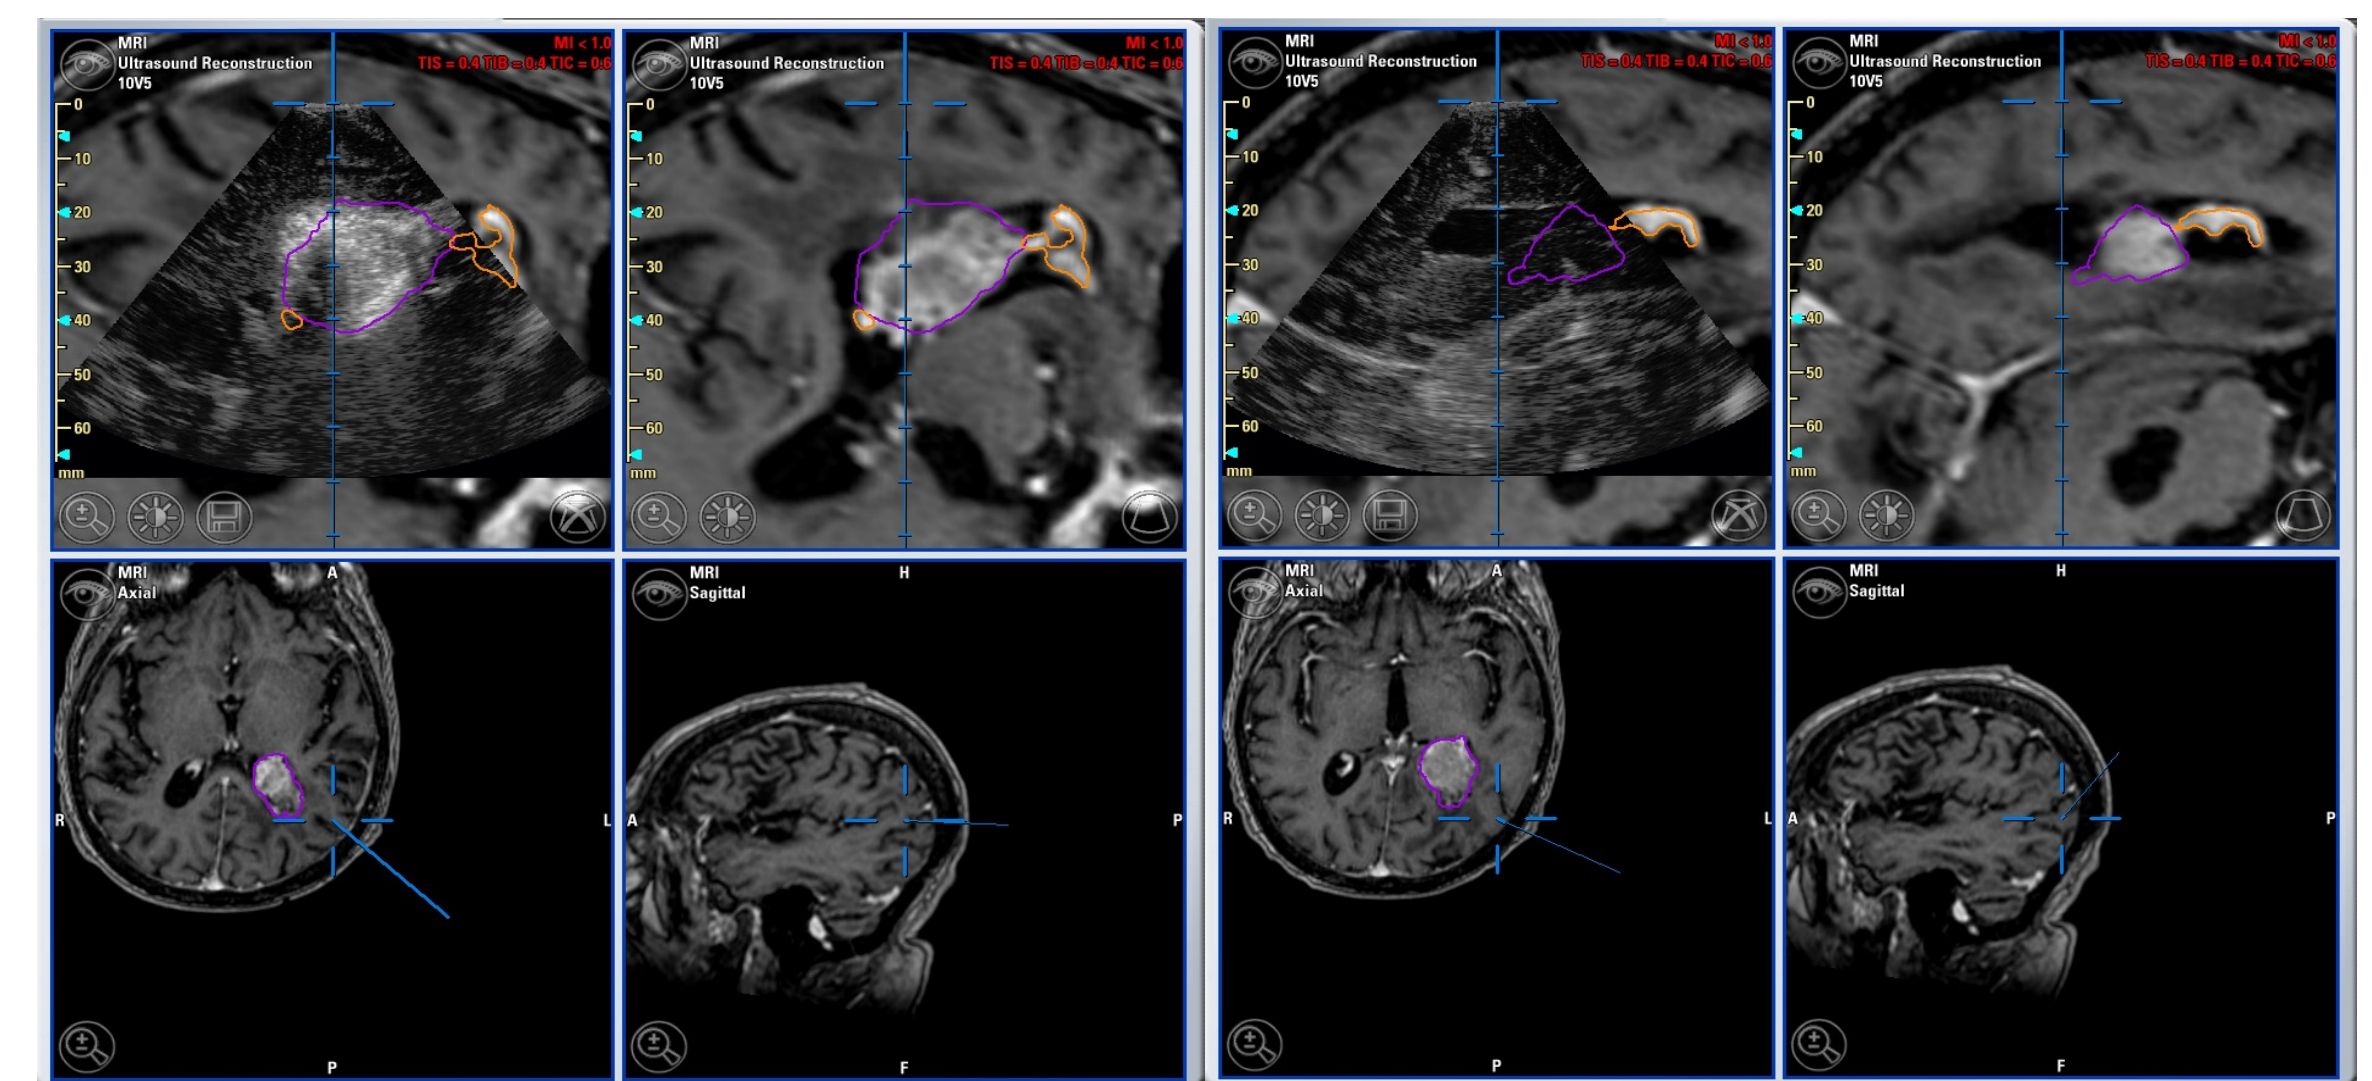 MRI
Ultrasound Reconstruction
10V5
MI < 1.0
TIS = 0.4 TIB = 0.4 TIC = 0.6
0
10
20
30
40
50
60
mm
MRI
Ultrasound Reconstruction
10V5
MI < 1.0
TIS = 0.4 TIB = 0.4 TIC = 0.6
0
10
20
30
40
50
60
mm
MRI
Ultrasound Reconstruction
10V5
MI < 1.0
TIS = 0.4 TIB = 0.4 TIC = 0.6
0
10
20
30
40
50
60
mm
MRI
Ultrasound Reconstruction
10V5
MI < 1.0
TIS = 0.4 TIB = 0.4 TIC = 0.6
0
10
20
30
40
50
60
mm
MRI
Axial
A
R
L
P
MRI
Sagittal
H
A
P
F
MRI
Axial
A
R
L
P
MRI
Sagittal
H
A
P
F